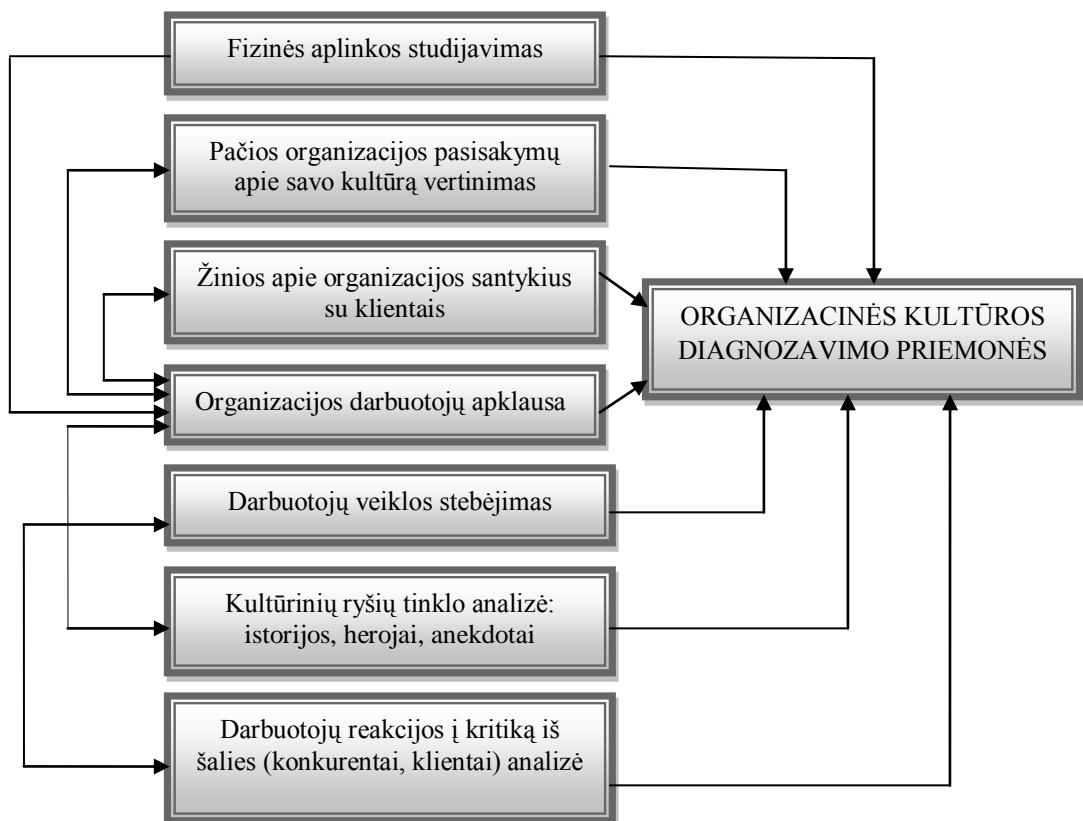 Fizinės aplinkos studijavimas
Pačios organizacijos pasisakymų
apie savo kultūrą vertinimas
Žinios apie organizacijos santykius
su klientais
ORGANIZACINĖS KULTŪROS
DIAGNOZAVIMO PRIEMONĖS
Organizacijos darbuotojų apklausa
Darbuotojų veiklos stebėjimas
Kultūrinių ryšių tinklo analizė:
istorijos, herojai, anekdotai
Darbuotojų reakcijos į kritiką iš
šalies (konkurentai, klientai) analizė